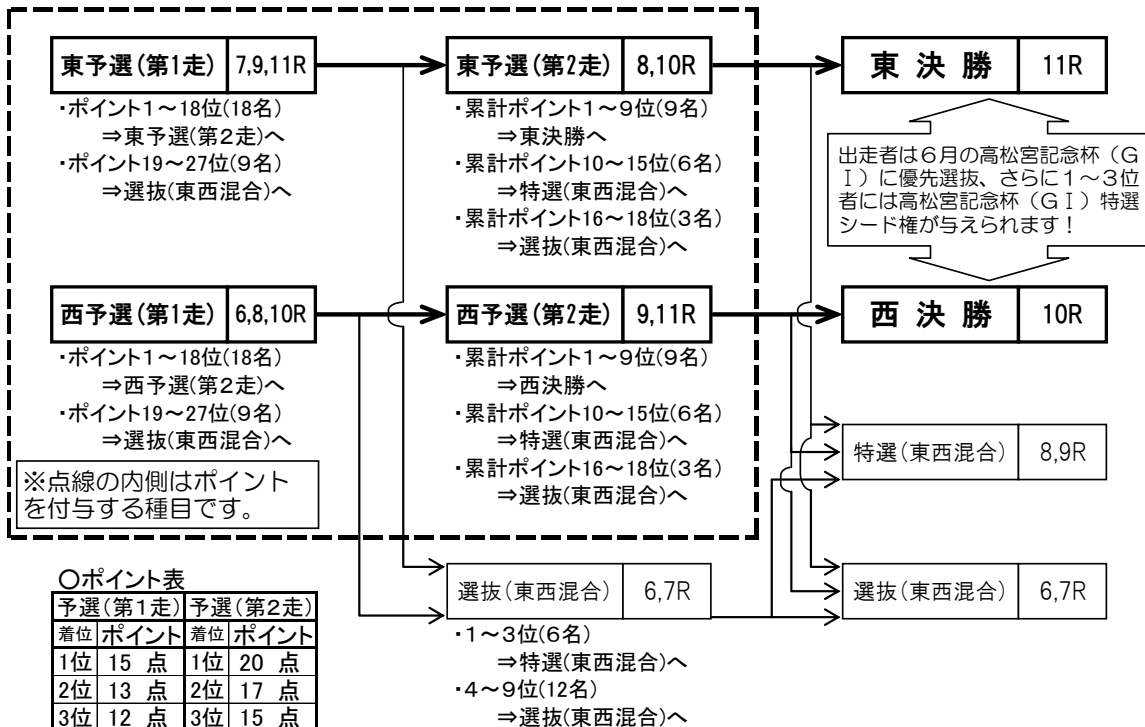 東予選(第1走) 7,9,11R
・ポイント1～18位(18名)
⇒東予選(第2走)へ
・ポイント19～27位(9名)
⇒選抜(東西混合)へ
東予選(第2走) 8,10R
・累計ポイント1～9位(9名)
⇒東決勝へ
・累計ポイント10～15位(6名)
⇒特選(東西混合)へ
・累計ポイント16～18位(3名)
⇒選抜(東西混合)へ
東 決 勝 11R
出走者は6月の高松宮記念杯（G
Ⅰ）に優先選抜、さらに1～3位
者には高松宮記念杯（GⅠ）特選
シード権が与えられます！
西予選(第1走) 6,8,10R
・ポイント1～18位(18名)
⇒西予選(第2走)へ
・ポイント19～27位(9名)
⇒選抜(東西混合)へ
西予選(第2走) 9,11R
・累計ポイント1～9位(9名)
⇒西決勝へ
・累計ポイント10～15位(6名)
⇒特選(東西混合)へ
・累計ポイント16～18位(3名)
⇒選抜(東西混合)へ
西 決 勝 10R
特選(東西混合) 8,9R
※点線の内側はポイント
を付与する種目です。
選抜(東西混合) 6,7R
・1～3位(6名)
⇒特選(東西混合)へ
・4～9位(12名)
⇒選抜(東西混合)へ
選抜(東西混合) 6,7R
○ポイント表
予選(第1走) 予選(第2走)
着位 ポイント 着位 ポイント
1位 15 点 1位 20 点
2位 13 点 2位 17 点
3位 12 点 3位 15 点